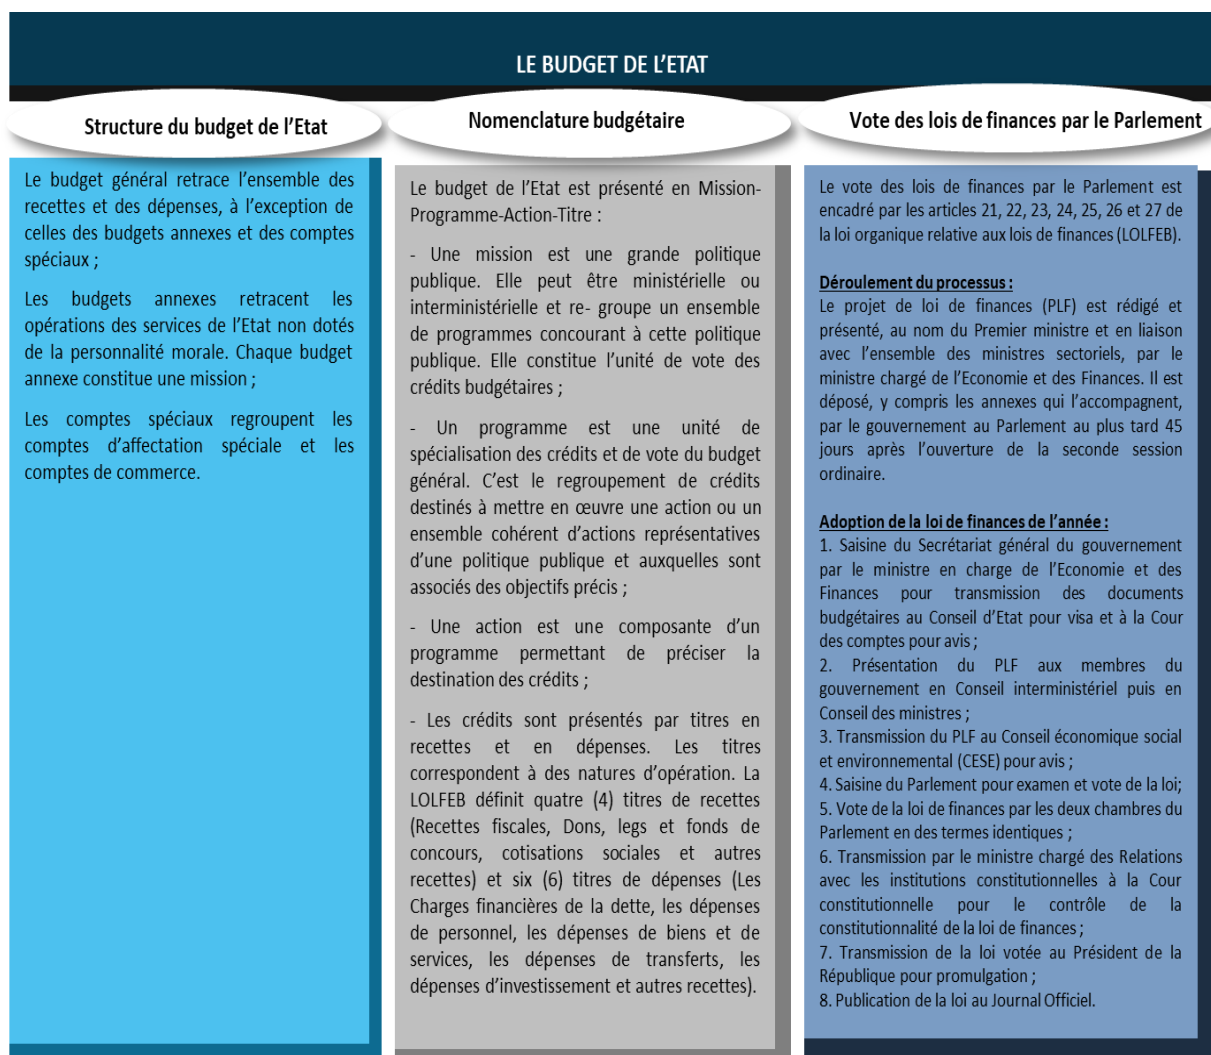 LE BUDGET DE L’ETAT
Structure du budget de l’Etat
Le budget général retrace l’ensemble des
recettes et des dépenses, à l’exception de
celles des budgets annexes et des comptes
spéciaux ;
Les budgets annexes retracent les
opérations des services de l’Etat non dotés
de la personnalité morale. Chaque budget
annexe constitue une mission ;
Les comptes spéciaux regroupent les
comptes d’affectation spéciale et les
comptes de commerce.
Nomenclature budgétaire
Le budget de l’Etat est présenté en Mission-
Programme-Action-Titre :
- Une mission est une grande politique
publique. Elle peut être ministérielle ou
interministérielle et re- groupe un ensemble
de programmes concourant à cette politique
publique. Elle constitue l’unité de vote des
crédits budgétaires ;
- Un programme est une unité de
spécialisation des crédits et de vote du budget
général. C’est le regroupement de crédits
destinés à mettre en œuvre une action ou un
ensemble cohérent d’actions représentatives
d’une politique publique et auxquelles sont
associés des objectifs précis ;
- Une action est une composante d’un
programme permettant de préciser la
destination des crédits ;
- Les crédits sont présentés par titres en
recettes et en dépenses. Les titres
correspondent à des natures d’opération. La
LOLFEB définit quatre (4) titres de recettes
(Recettes fiscales, Dons, legs et fonds de
concours, cotisations sociales et autres
recettes) et six (6) titres de dépenses (Les
Charges financières de la dette, les dépenses
de personnel, les dépenses de biens et de
services, les dépenses de transferts, les
dépenses d’investissement et autres recettes).
Vote des lois de finances par le Parlement
Le vote des lois de finances par le Parlement est
encadré par les articles 21, 22, 23, 24, 25, 26 et 27 de
la loi organique relative aux lois de finances (LOLFEB).
Déroulement du processus :
Le projet de loi de finances (PLF) est rédigé et
présenté, au nom du Premier ministre et en liaison
avec l’ensemble des ministres sectoriels, par le
ministre chargé de l’Economie et des Finances. Il est
déposé, y compris les annexes qui l’accompagnent,
par le gouvernement au Parlement au plus tard 45
jours après l’ouverture de la seconde session
ordinaire.
Adoption de la loi de finances de l’année :
1. Saisine du Secrétariat général du gouvernement
par le ministre en charge de l’Economie et des
Finances pour transmission des documents
budgétaires au Conseil d’Etat pour visa et à la Cour
des comptes pour avis ;
2. Présentation du PLF aux membres du
gouvernement en Conseil interministériel puis en
Conseil des ministres ;
3. Transmission du PLF au Conseil économique social
et environnemental (CESE) pour avis ;
4. Saisine du Parlement pour examen et vote de la loi;
5. Vote de la loi de finances par les deux chambres du
Parlement en des termes identiques ;
6. Transmission par le ministre chargé des Relations
avec les institutions constitutionnelles à la Cour
constitutionnelle pour le contrôle de la
constitutionnalité de la loi de finances ;
7. Transmission de la loi votée au Président de la
République pour promulgation ;
8. Publication de la loi au Journal Officiel.